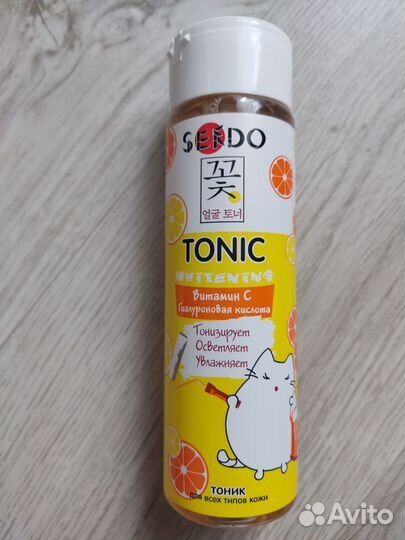 SENDO
꽃
얼굴 토너
TONIC
WHITENING
Витамин С
Гиалуроновая кислота
Тонизирует
Осветляет
Увлажняет
ТОНИК
для всех типов кожи
Avito